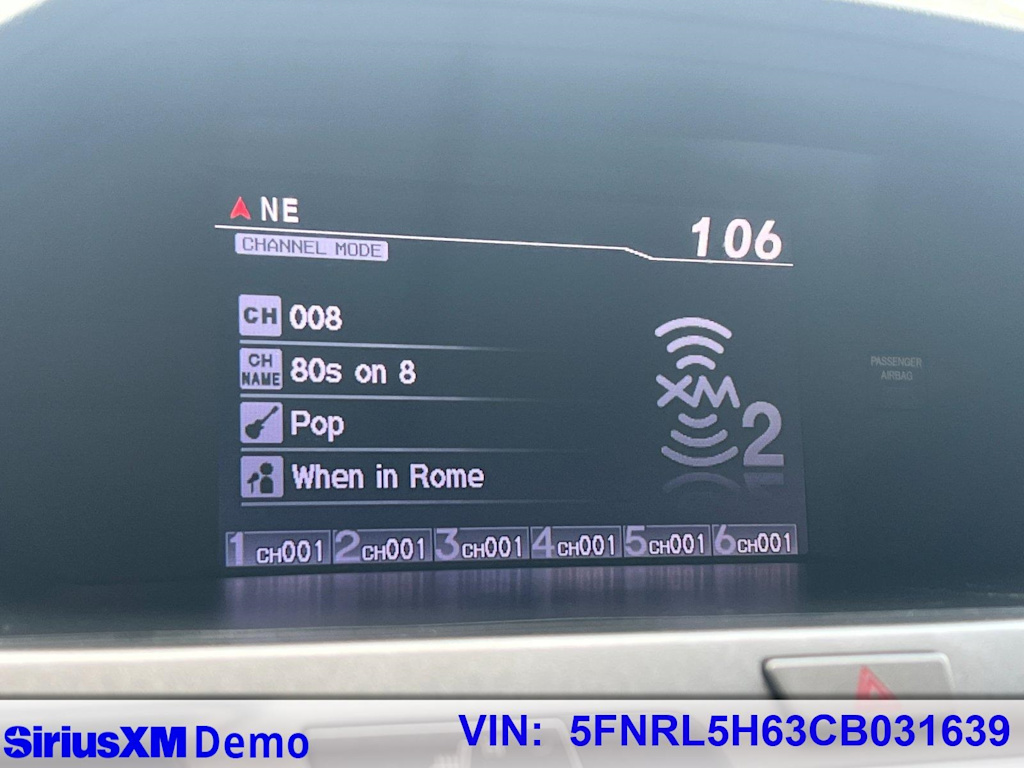 NE
106
CHANNEL MODE
CH 008
CH NAME 80s on 8
Pop
When in Rome
XM 2
1 CH001 2 CH001 3 CH001 4 CH001 5 CH001 6 CH001
PASSENGER
AIRBAG
SiriusXM Demo
VIN: 5FNRL5H63CB031639